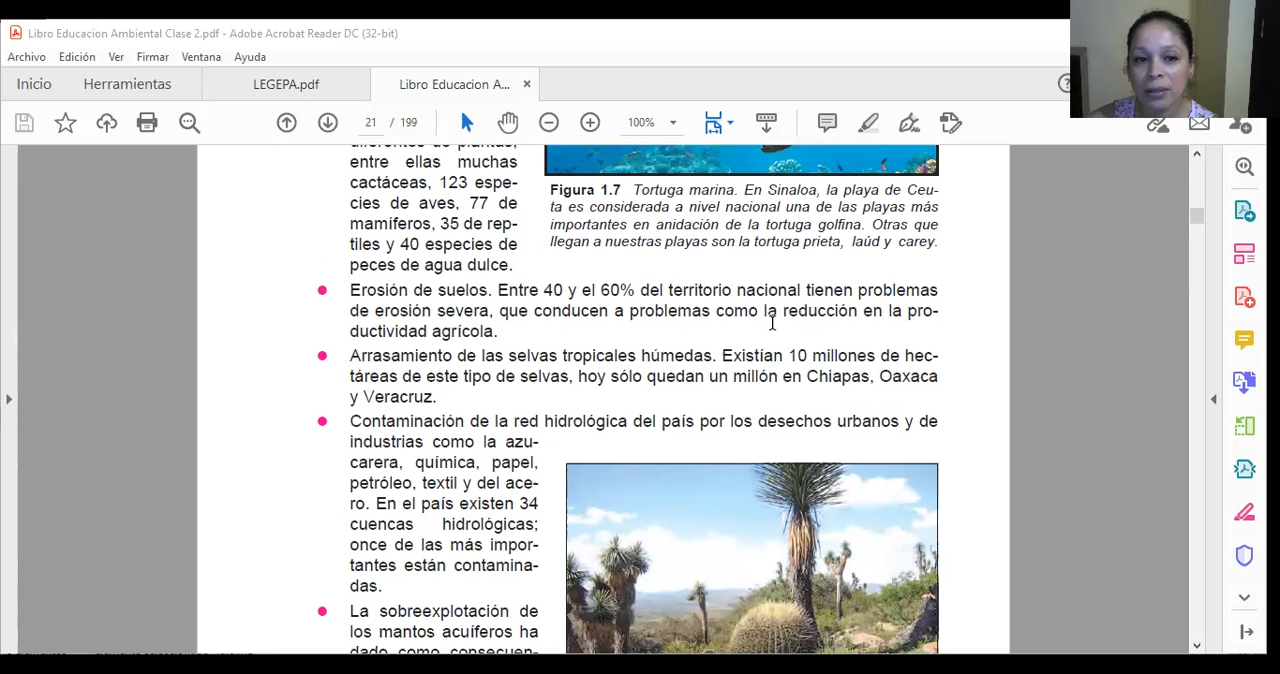 Libro Educacion Ambiental Clase 2.pdf - Adobe Acrobat Reader DC (32-bit)
Archivo Edición Ver Firmar Ventana Ayuda
Inicio Herramientas LEGEPA.pdf Libro Educacion A... ×
21 / 199 100%
diferentes de plantas,
entre ellas muchas
cactáceas, 123 espe-
cies de aves, 77 de
mamíferos, 35 de rep-
tiles y 40 especies de
peces de agua dulce.
Figura 1.7 Tortuga marina. En Sinaloa, la playa de Ceu-
ta es considerada a nivel nacional una de las playas más
importantes en anidación de la tortuga golfina. Otras que
llegan a nuestras playas son la tortuga prieta, laúd y carey.
● Erosión de suelos. Entre 40 y el 60% del territorio nacional tienen problemas
de erosión severa, que conducen a problemas como la reducción en la pro-
ductividad agrícola.
● Arrasamiento de las selvas tropicales húmedas. Existían 10 millones de hec-
táreas de este tipo de selvas, hoy sólo quedan un millón en Chiapas, Oaxaca
y Veracruz.
● Contaminación de la red hidrológica del país por los desechos urbanos y de
industrias como la azu-
carera, química, papel,
petróleo, textil y del ace-
ro. En el país existen 34
cuencas hidrológicas;
once de las más impor-
tantes están contamina-
das.
● La sobreexplotación de
los mantos acuíferos ha
dado como consecuen-